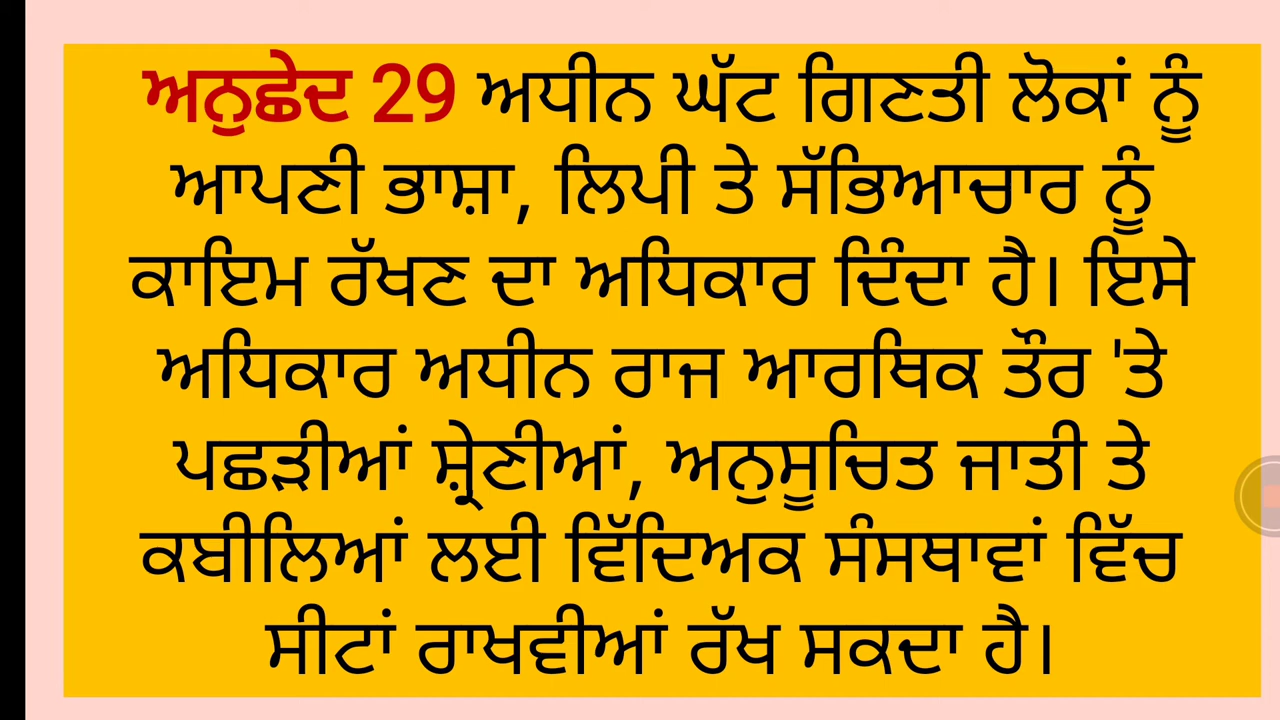 ਅਨੁਛੇਦ 29 ਅਧੀਨ ਘੱਟ ਗਿਣਤੀ ਲੋਕਾਂ ਨੂੰ
ਆਪਣੀ ਭਾਸ਼ਾ, ਲਿਪੀ ਤੇ ਸੱਭਿਆਚਾਰ ਨੂੰ
ਕਾਇਮ ਰੱਖਣ ਦਾ ਅਧਿਕਾਰ ਦਿੰਦਾ ਹੈ। ਇਸੇ
ਅਧਿਕਾਰ ਅਧੀਨ ਰਾਜ ਆਰਥਿਕ ਤੌਰ 'ਤੇ
ਪਛੜੀਆਂ ਸ਼੍ਰੇਣੀਆਂ, ਅਨੁਸੂਚਿਤ ਜਾਤੀ ਤੇ
ਕਬੀਲਿਆਂ ਲਈ ਵਿੱਦਿਅਕ ਸੰਸਥਾਵਾਂ ਵਿੱਚ
ਸੀਟਾਂ ਰਾਖਵੀਆਂ ਰੱਖ ਸਕਦਾ ਹੈ।